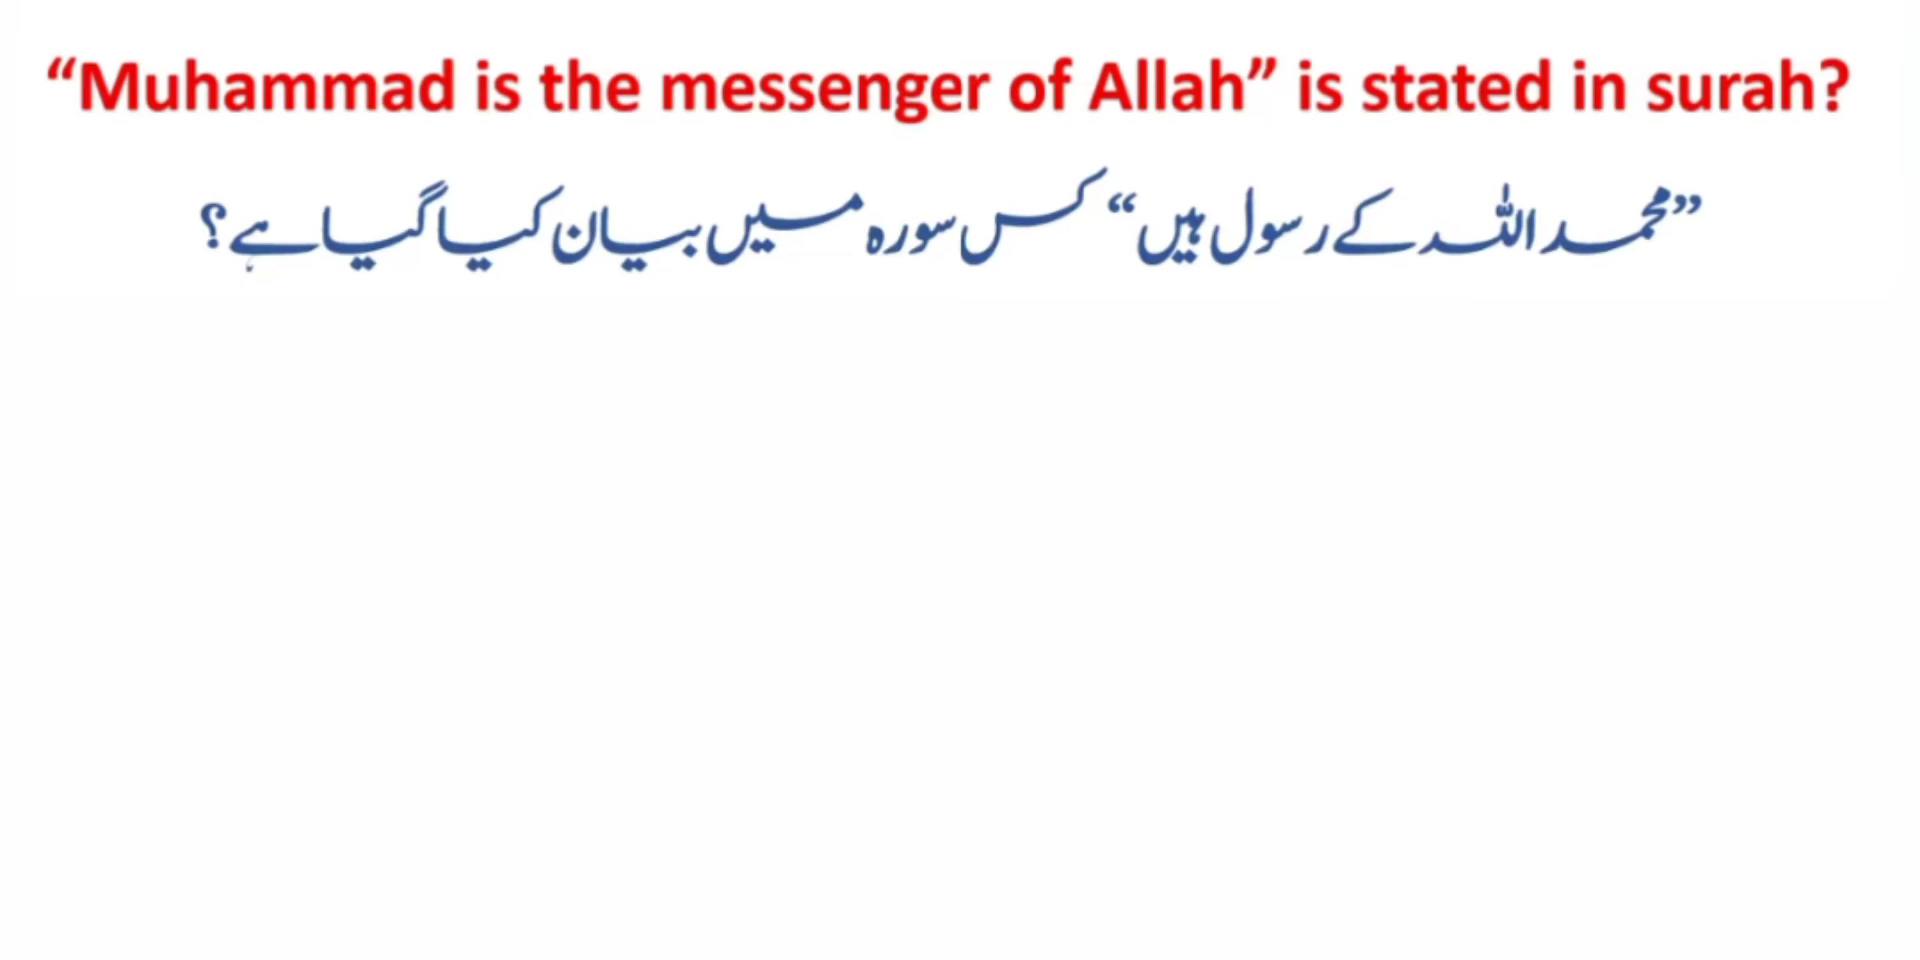 “Muhammad is the messenger of Allah” is stated in surah?
”محمد اللہ کے رسول ہیں“ کس سورہ میں بیان کیا گیا ہے؟